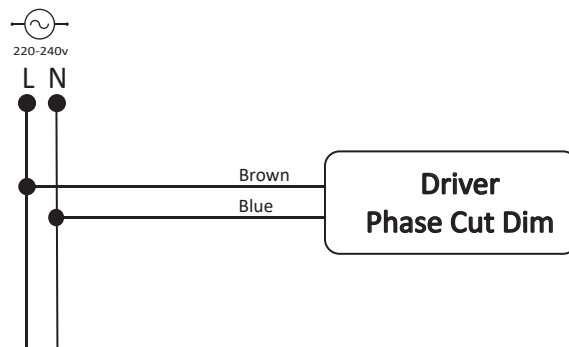 220-240v
L N
Brown
Blue
Driver
Phase Cut Dim